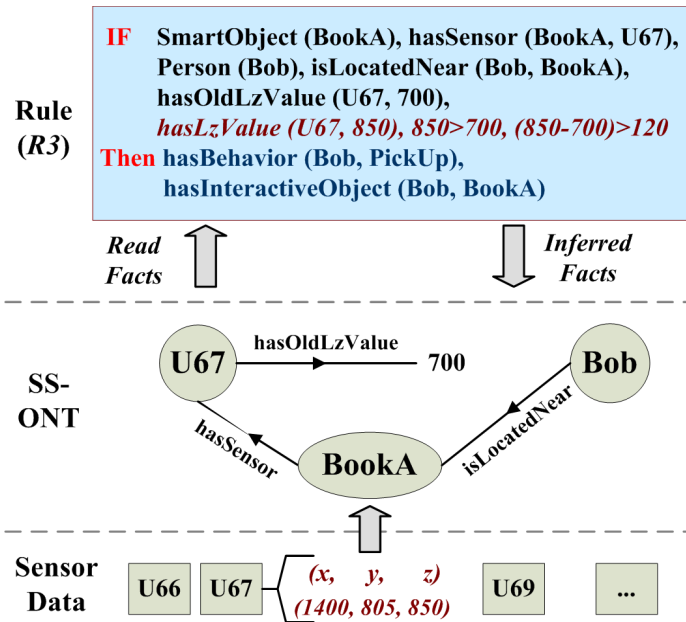 IF SmartObject (BookA), hasSensor (BookA, U67),
Person (Bob), isLocatedNear (Bob, BookA),
hasOldLzValue (U67, 700),
hasLzValue (U67, 850), 850>700, (850-700)>120
Then hasBehavior (Bob, PickUp),
hasInteractiveObject (Bob, BookA)
Rule
(R3)
Read
Facts
Inferred
Facts
SS-
ONT
U67
hasOldLzValue
700
Bob
hasSensor
BookA
isLocatedNear
Sensor
Data
U66
U67
(x, y, z)
(1400, 805, 850)
U69
...